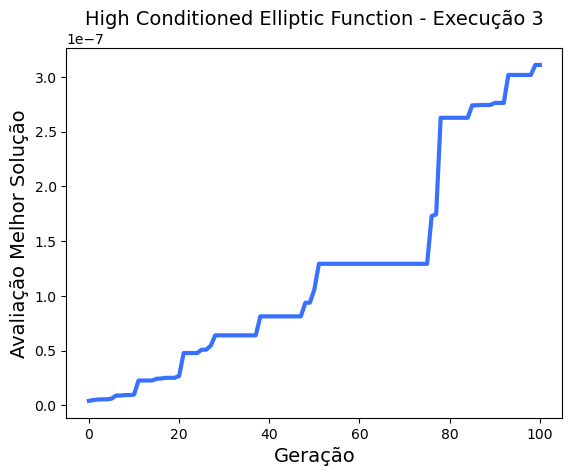 High Conditioned Elliptic Function - Execução 3
1e−7
3.0
2.5
2.0
1.5
1.0
0.5
0.0
Avaliação Melhor Solução
0 20 40 60 80 100
Geração